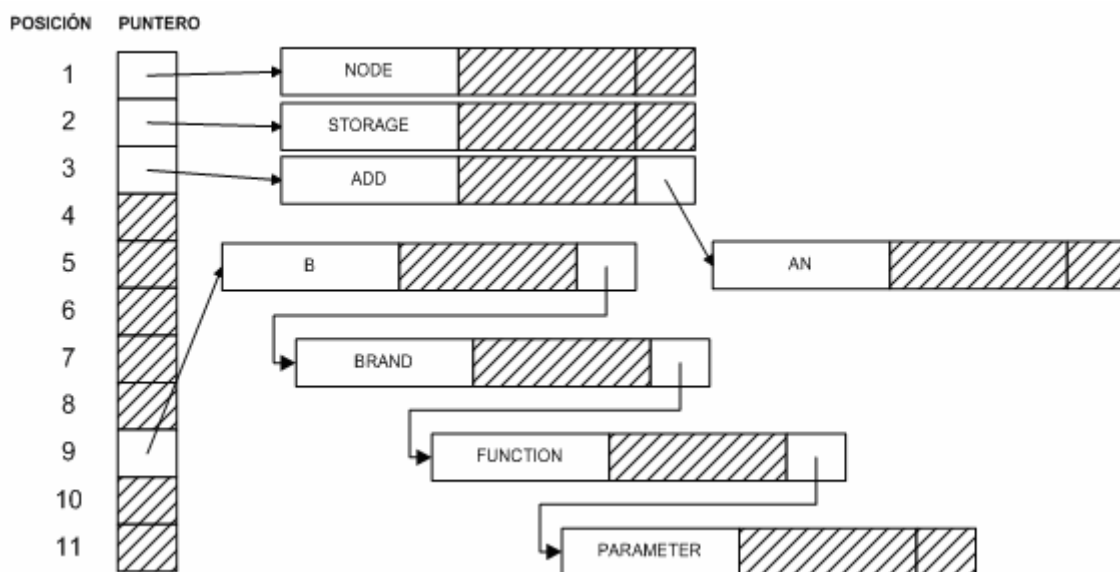 POSICIÓN PUNTERO
1 NODE
2 STORAGE
3 ADD
4
5 B AN
6
7 BRAND
8
9 FUNCTION
10
11 PARAMETER